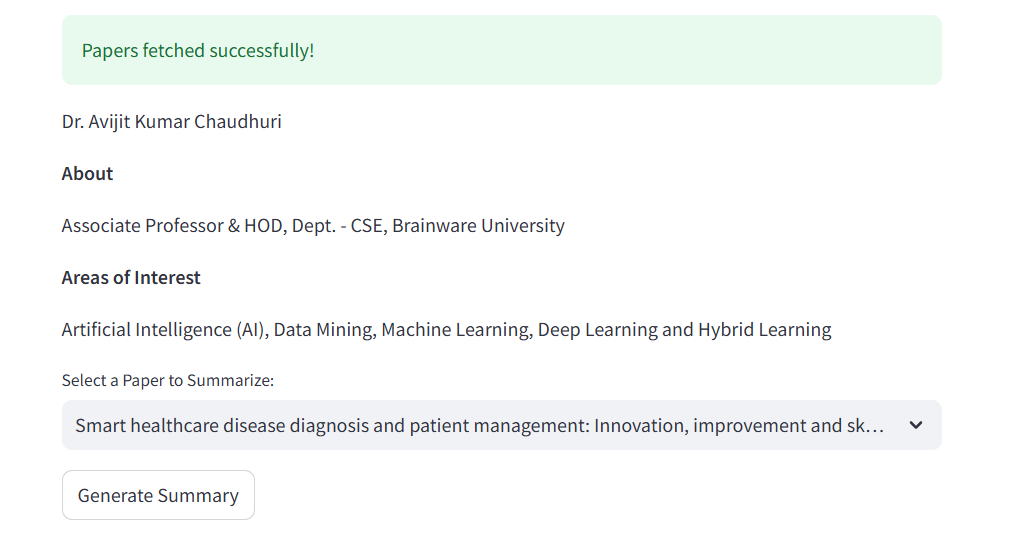 Papers fetched successfully!
Dr. Avijit Kumar Chaudhuri
About
Associate Professor & HOD, Dept. - CSE, Brainware University
Areas of Interest
Artificial Intelligence (AI), Data Mining, Machine Learning, Deep Learning and Hybrid Learning
Select a Paper to Summarize:
Smart healthcare disease diagnosis and patient management: Innovation, improvement and sk...
Generate Summary